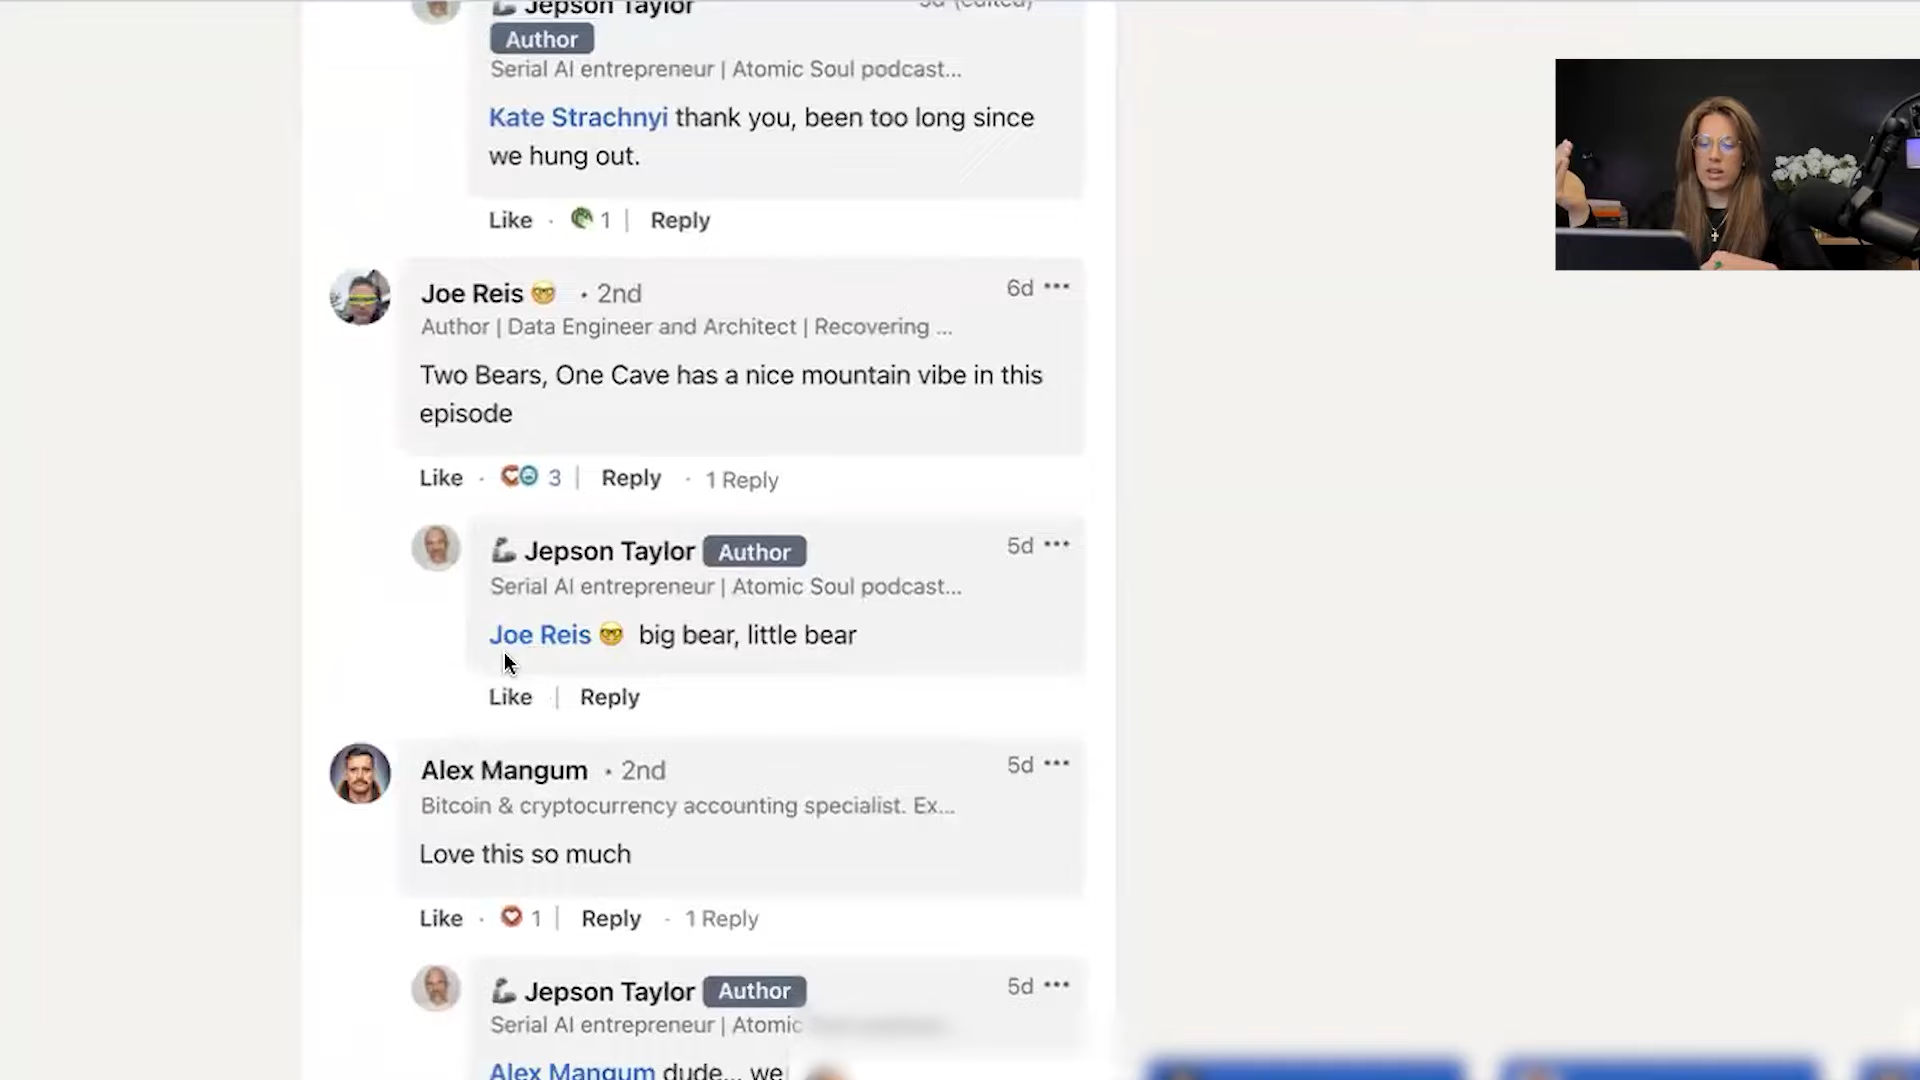 Jepson Taylor
5d (edited)
Author
Serial AI entrepreneur | Atomic Soul podcast...
Kate Strachnyi thank you, been too long since
we hung out.
Like · 1 | Reply
Joe Reis 🤓 • 2nd
6d •••
Author | Data Engineer and Architect | Recovering ...
Two Bears, One Cave has a nice mountain vibe in this
episode
Like · 3 | Reply · 1 Reply
Jepson Taylor Author
5d •••
Serial AI entrepreneur | Atomic Soul podcast...
Joe Reis 🤓 big bear, little bear
Like | Reply
Alex Mangum • 2nd
5d •••
Bitcoin & cryptocurrency accounting specialist. Ex...
Love this so much
Like · 1 | Reply · 1 Reply
Jepson Taylor Author
5d •••
Serial AI entrepreneur | Atomic
Alex Mangum dude... we